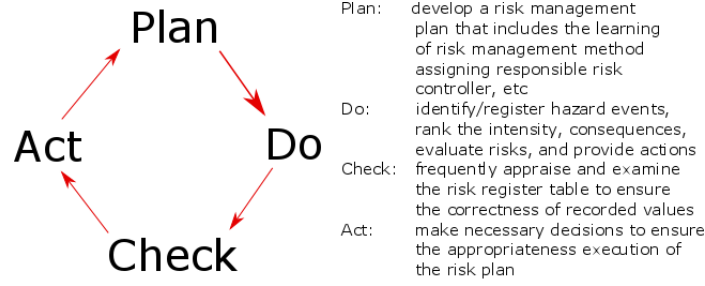 Plan
Do
Act
Check
Plan: develop a risk management
plan that includes the learning
of risk management method
assigning responsible risk
controller, etc
Do: identify/register hazard events,
rank the intensity, consequences,
evaluate risks, and provide actions
Check: frequently appraise and examine
the risk register table to ensure
the correctness of recorded values
Act: make necessary decisions to ensure
the appropriateness execution of
the risk plan